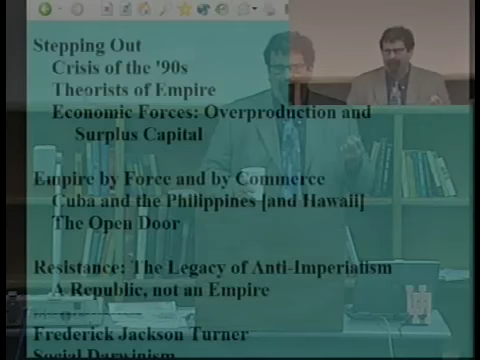 Stepping Out
Crisis of the '90s
Theorists of Empire
Economic Forces: Overproduction and
Surplus Capital
Empire by Force and by Commerce
Cuba and the Philippines [and Hawaii]
The Open Door
Resistance: The Legacy of Anti-Imperialism
A Republic, not an Empire
Frederick Jackson Turner
Social Darwinism